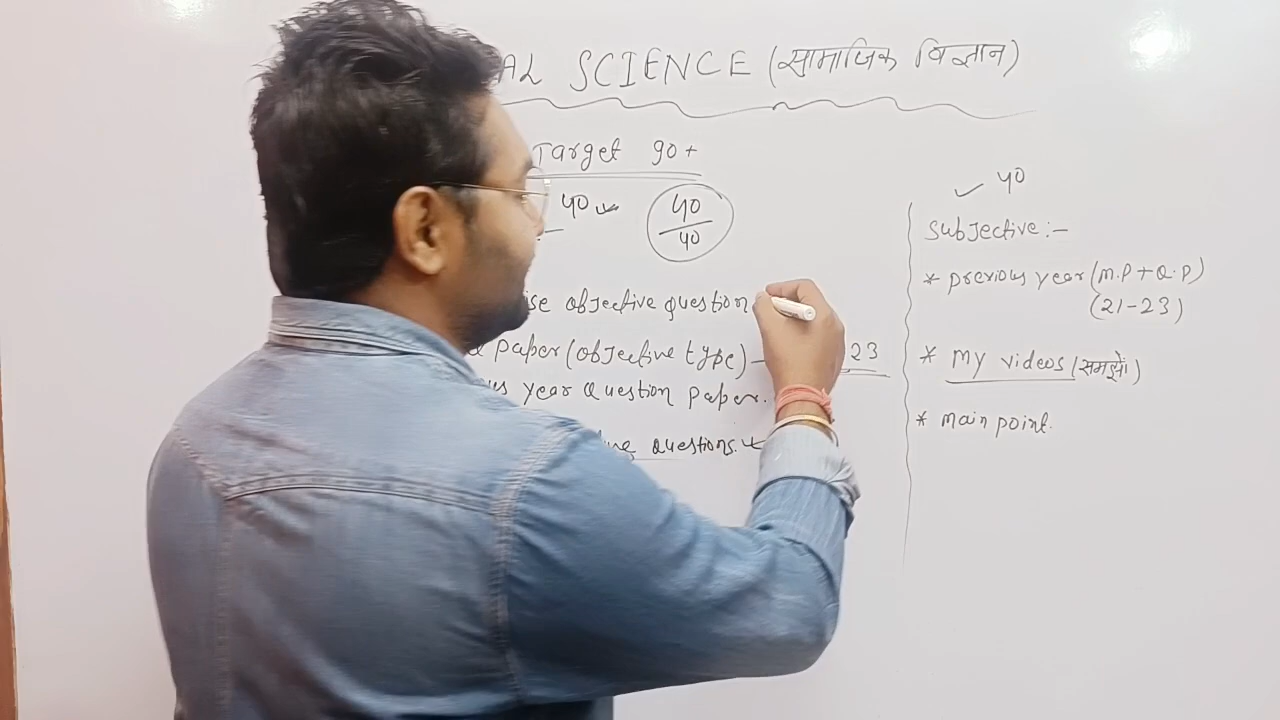 AL SCIENCE (सामाजिक विज्ञान)
Target 90+
40 ✓ 40/40
ise objective question
paper (objective type) — 23
us year Question paper.
questions.
✓ 40
Subjective :-
* previous year (M.P + Q.P)
(21-23)
* My videos (समझो)
* Main point.